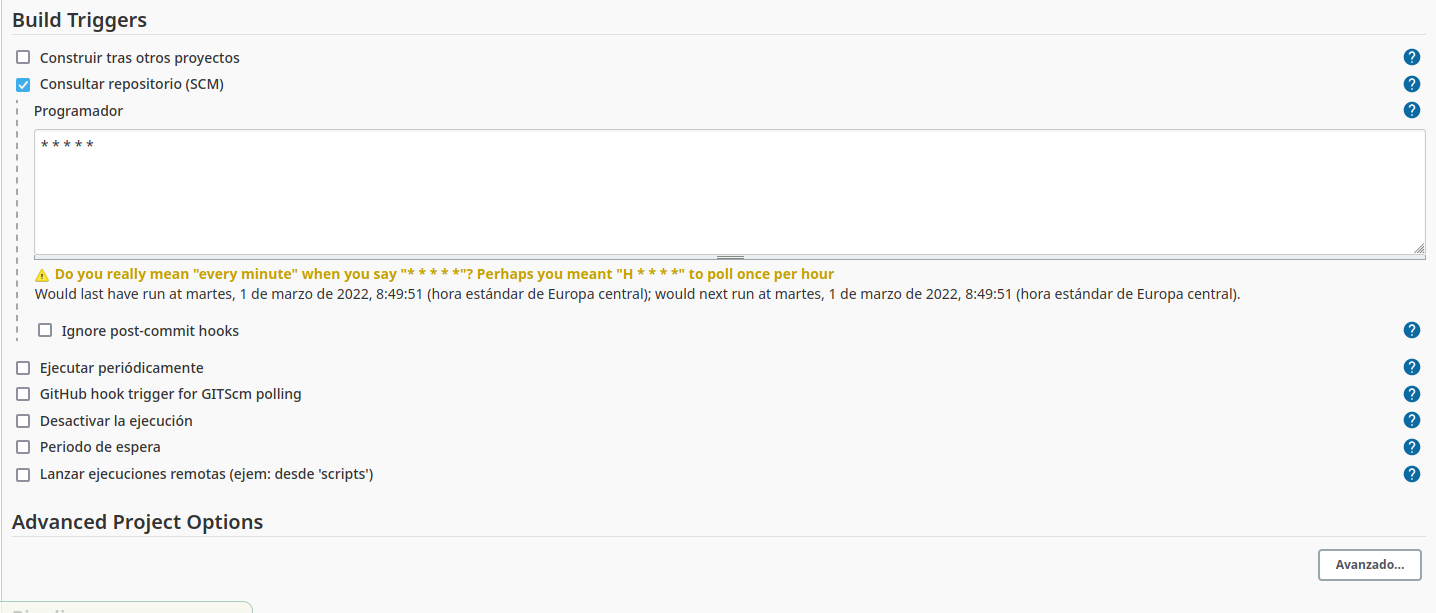 Build Triggers
Construir tras otros proyectos
?
Consultar repositorio (SCM)
?
Programador
?
* * * * *
Do you really mean "every minute" when you say "* * * * *"? Perhaps you meant "H * * * *" to poll once per hour
Would last have run at martes, 1 de marzo de 2022, 8:49:51 (hora estándar de Europa central); would next run at martes, 1 de marzo de 2022, 8:49:51 (hora estándar de Europa central).
Ignore post-commit hooks
?
Ejecutar periódicamente
?
GitHub hook trigger for GITScm polling
?
Desactivar la ejecución
?
Periodo de espera
?
Lanzar ejecuciones remotas (ejem: desde 'scripts')
?
Advanced Project Options
Avanzado...